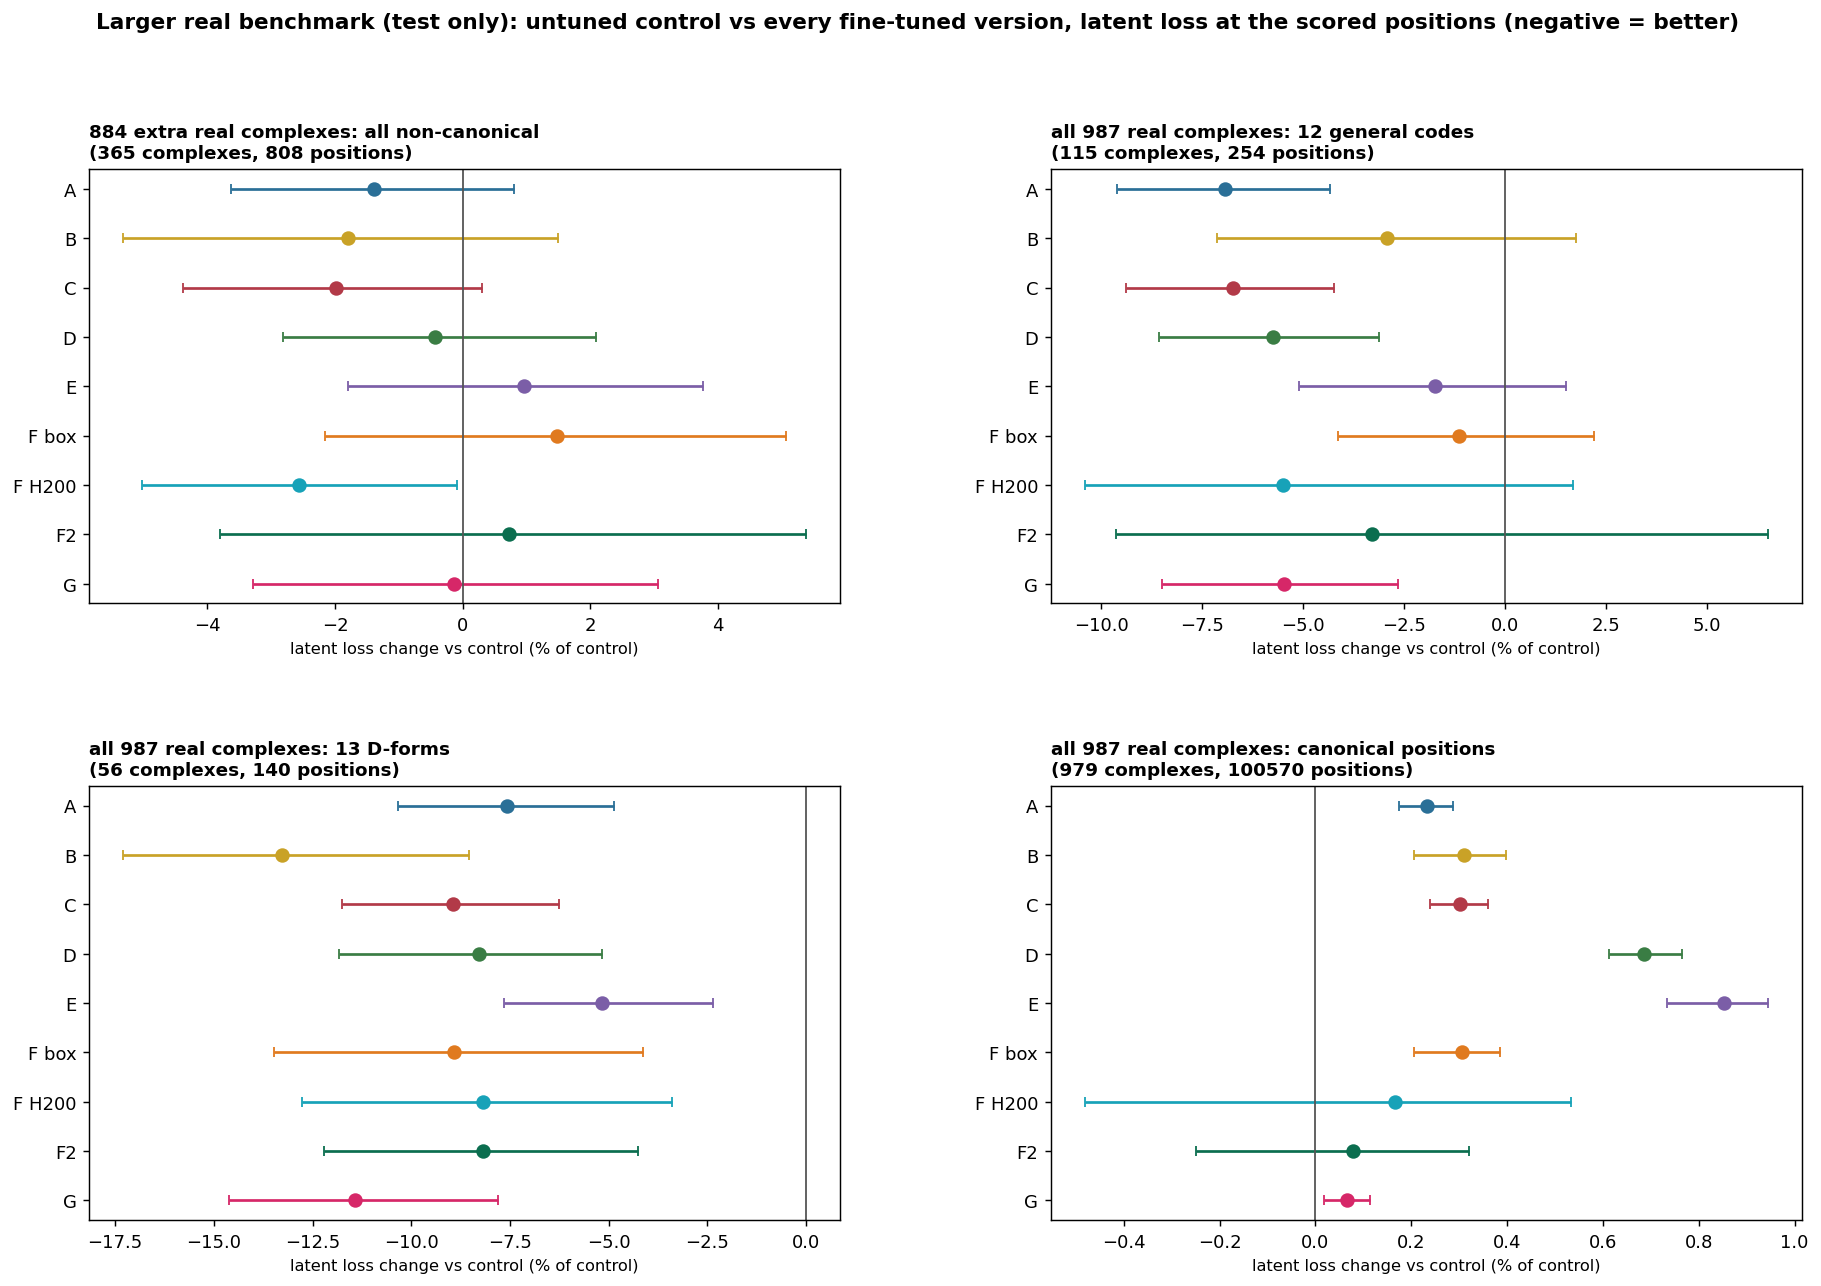 Larger real benchmark (test only): untuned control vs every fine-tuned version, latent loss at the scored positions (negative = better)
884 extra real complexes: all non-canonical
(365 complexes, 808 positions)
A
B
C
D
E
F box
F H200
F2
G
−4 −2 0 2 4
latent loss change vs control (% of control)
all 987 real complexes: 12 general codes
(115 complexes, 254 positions)
A
B
C
D
E
F box
F H200
F2
G
−10.0 −7.5 −5.0 −2.5 0.0 2.5 5.0
latent loss change vs control (% of control)
all 987 real complexes: 13 D-forms
(56 complexes, 140 positions)
A
B
C
D
E
F box
F H200
F2
G
−17.5 −15.0 −12.5 −10.0 −7.5 −5.0 −2.5 0.0
latent loss change vs control (% of control)
all 987 real complexes: canonical positions
(979 complexes, 100570 positions)
A
B
C
D
E
F box
F H200
F2
G
−0.4 −0.2 0.0 0.2 0.4 0.6 0.8 1.0
latent loss change vs control (% of control)